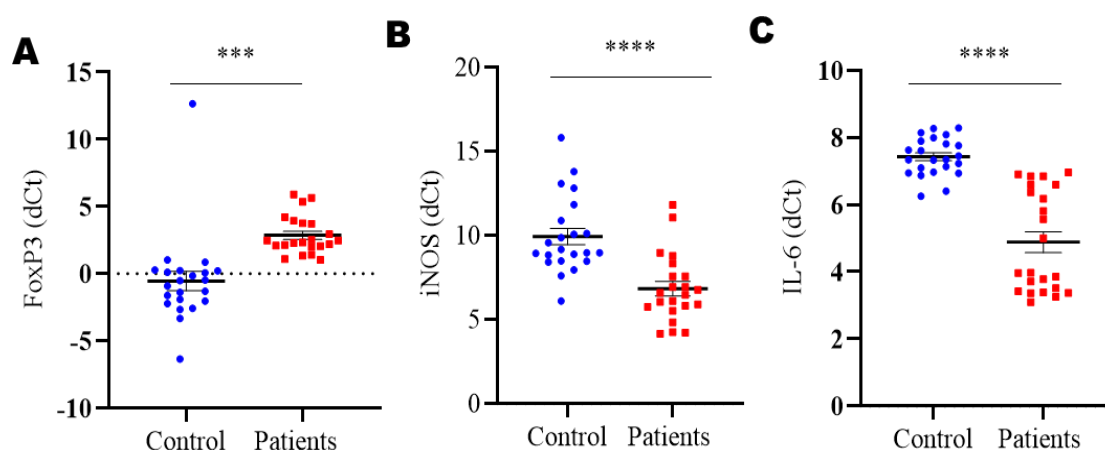 A
***
FoxP3 (dCt)
15
10
5
0
-5
-10
Control Patients
B
****
iNOS (dCt)
20
15
10
5
0
Control Patients
C
****
IL-6 (dCt)
10
8
6
4
2
0
Control Patients